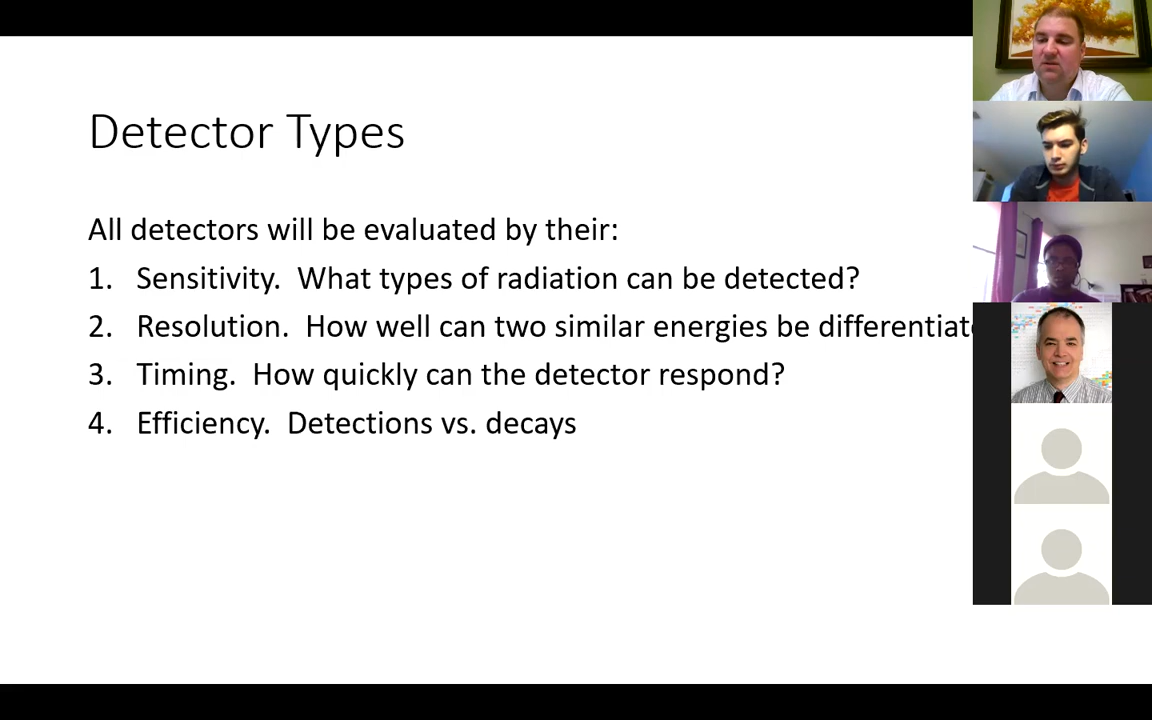 Detector Types
All detectors will be evaluated by their:
1. Sensitivity. What types of radiation can be detected?
2. Resolution. How well can two similar energies be
3. Timing. How quickly can the detector respond?
4. Efficiency. Detections vs. decays